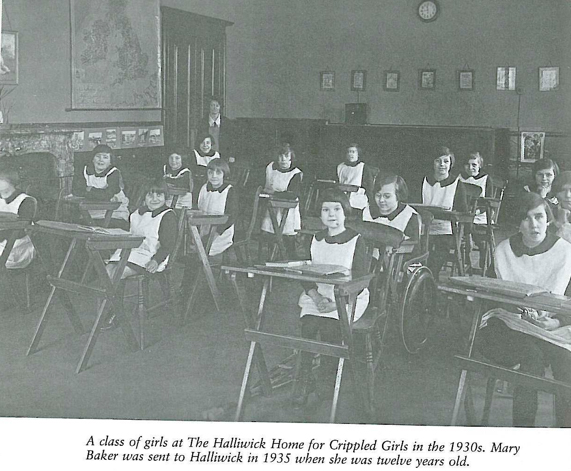 A class of girls at The Halliwick Home for Crippled Girls in the 1930s. Mary
Baker was sent to Halliwick in 1935 when she was twelve years old.